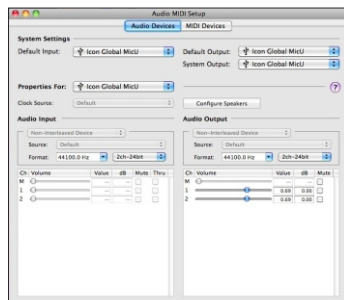 Audio MIDI Setup
Audio Devices MIDI Devices
System Settings
Default Input: Icon Global MicU
Default Output: Icon Global MicU
System Output: Icon Global MicU
Properties For: Icon Global MicU ?
Clock Source: Default
Configure Speakers
Audio Input
Non-interleaved Device
Source: Default
Format: 44100.0 Hz 2ch-24bit
Ch Volume Value dB Mute Thru
M -- --
1 -- --
2 -- --
Audio Output
Non-interleaved Device
Source: Default
Format: 44100.0 Hz 2ch-24bit
Ch Volume Value dB Mute
M -- --
1 0.69 0.00
2 0.69 0.00